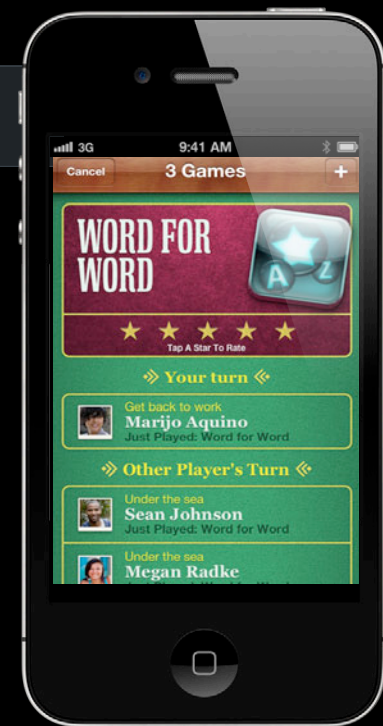 3G 9:41 AM
Cancel 3 Games +
WORD FOR
WORD
A Z
Tap A Star To Rate
Your turn
Get back to work
Marijo Aquino
Just Played: Word for Word
Other Player's Turn
Under the sea
Sean Johnson
Just Played: Word for Word
Under the sea
Megan Radke